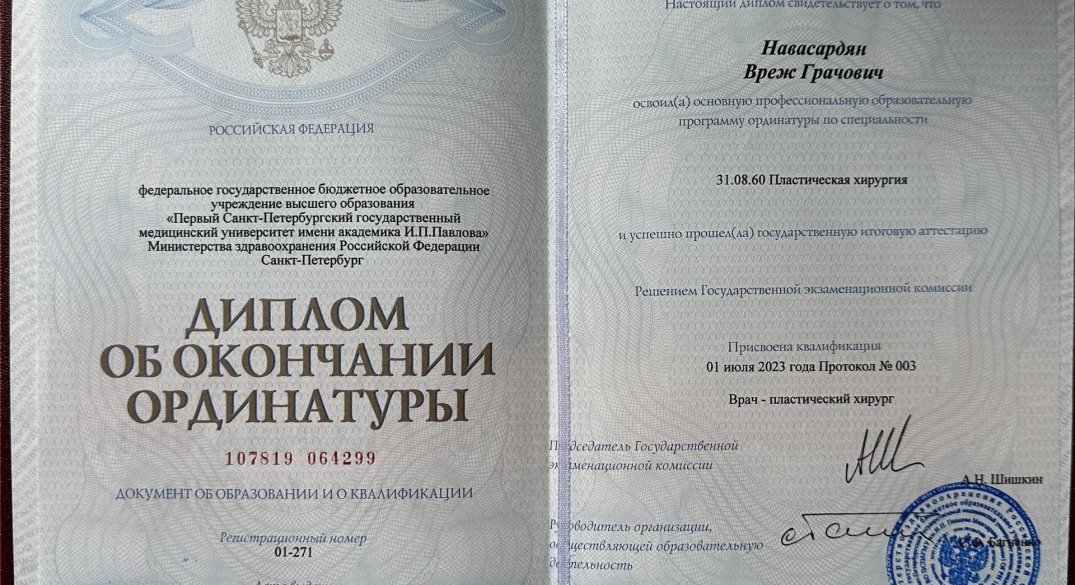 РОССИЙСКАЯ ФЕДЕРАЦИЯ
федеральное государственное бюджетное образовательное
учреждение высшего образования
«Первый Санкт-Петербургский государственный
медицинский университет имени академика И.П.Павлова»
Министерства здравоохранения Российской Федерации
Санкт-Петербург
ДИПЛОМ
ОБ ОКОНЧАНИИ
ОРДИНАТУРЫ
107819 064299
ДОКУМЕНТ ОБ ОБРАЗОВАНИИ И О КВАЛИФИКАЦИИ
Регистрационный номер
01-271
Настоящий диплом свидетельствует о том, что
Навасардян
Вреж Грачович
освоил(а) основную профессиональную образовательную
программу ординатуры по специальности
31.08.60 Пластическая хирургия
и успешно прошел(ла) государственную итоговую аттестацию
Решением Государственной экзаменационной комиссии
Присвоена квалификация
01 июля 2023 года Протокол № 003
Врач - пластический хирург
Председатель Государственной
экзаменационной комиссии
А.Н. Шишкин
Руководитель организации,
осуществляющей образовательную
деятельность
Багненко